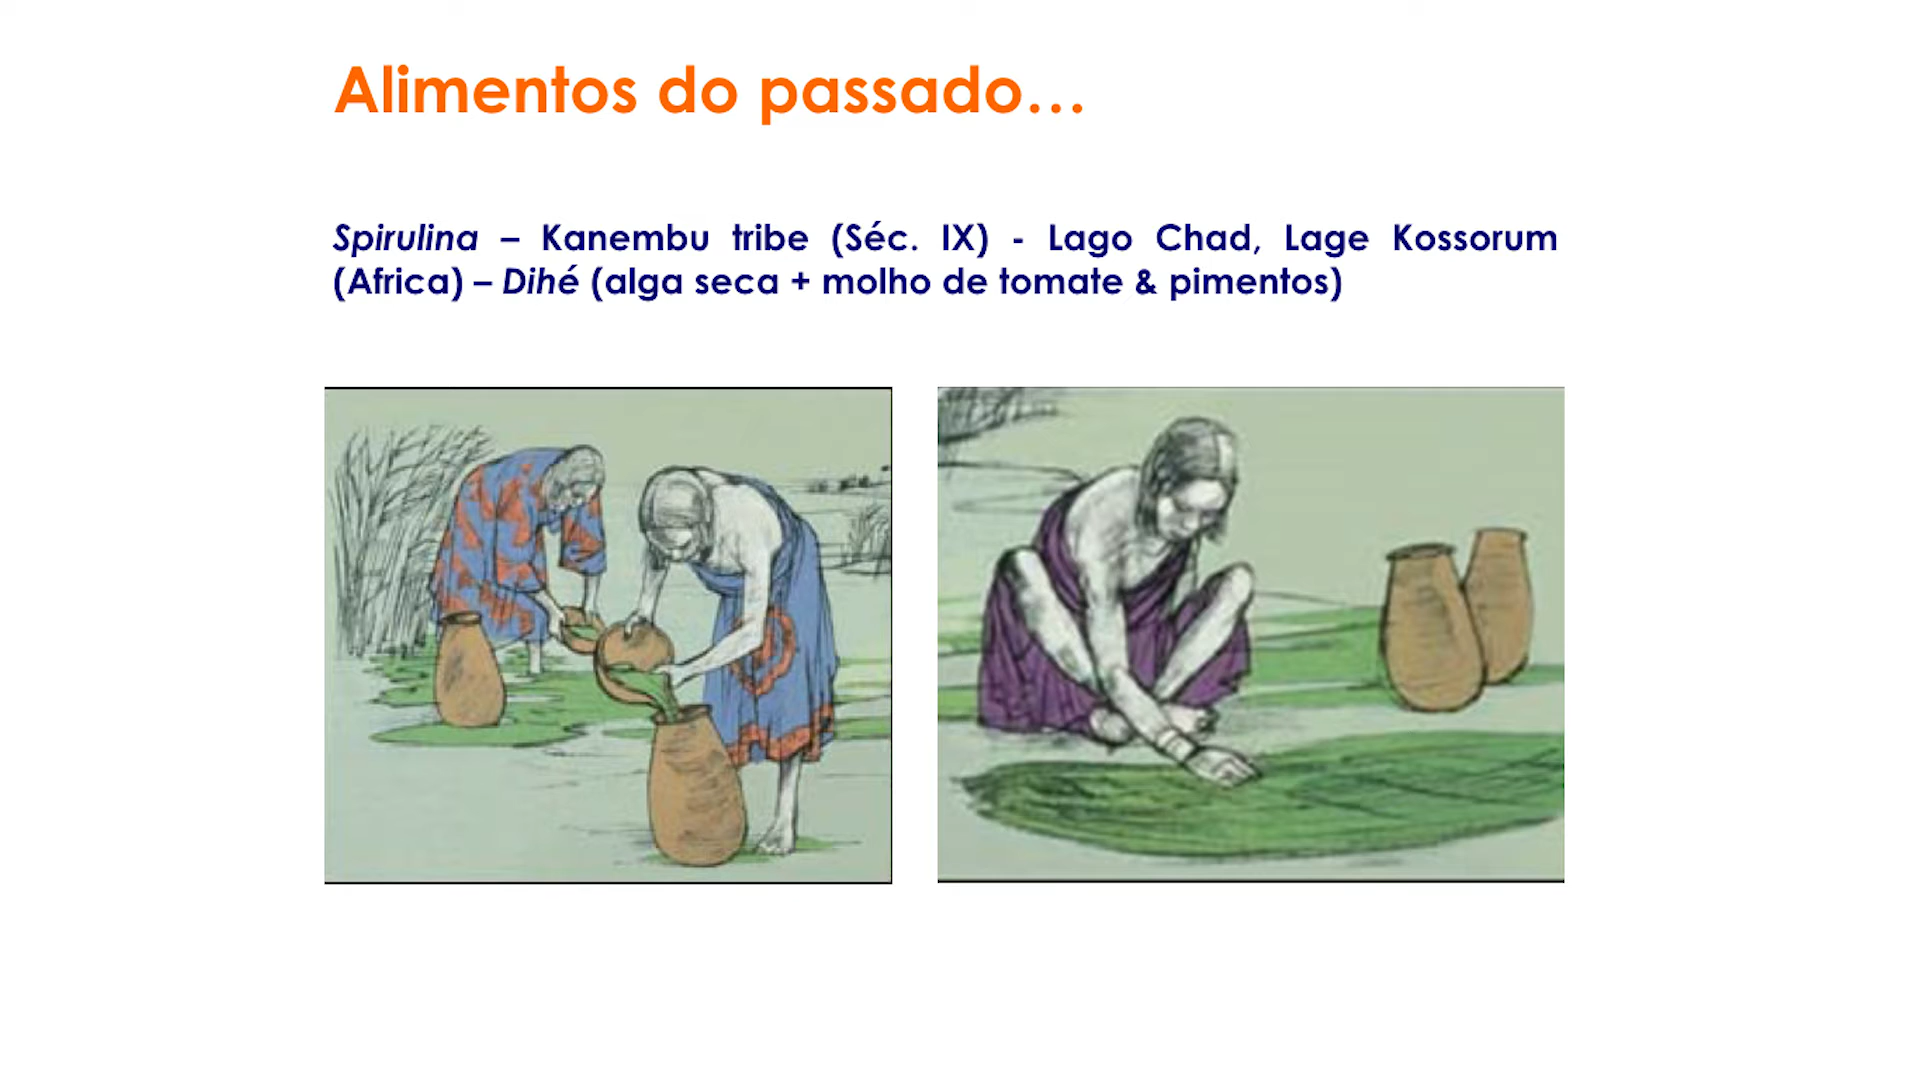 Alimentos do passado…
Spirulina – Kanembu tribe (Séc. IX) - Lago Chad, Lage Kossorum
(Africa) – Dihé (alga seca + molho de tomate & pimentos)